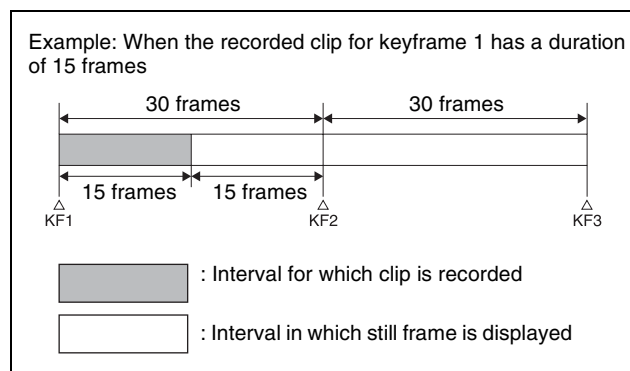 Example: When the recorded clip for keyframe 1 has a duration
of 15 frames
30 frames 30 frames
15 frames 15 frames
KF1 KF2 KF3
: Interval for which clip is recorded
: Interval in which still frame is displayed